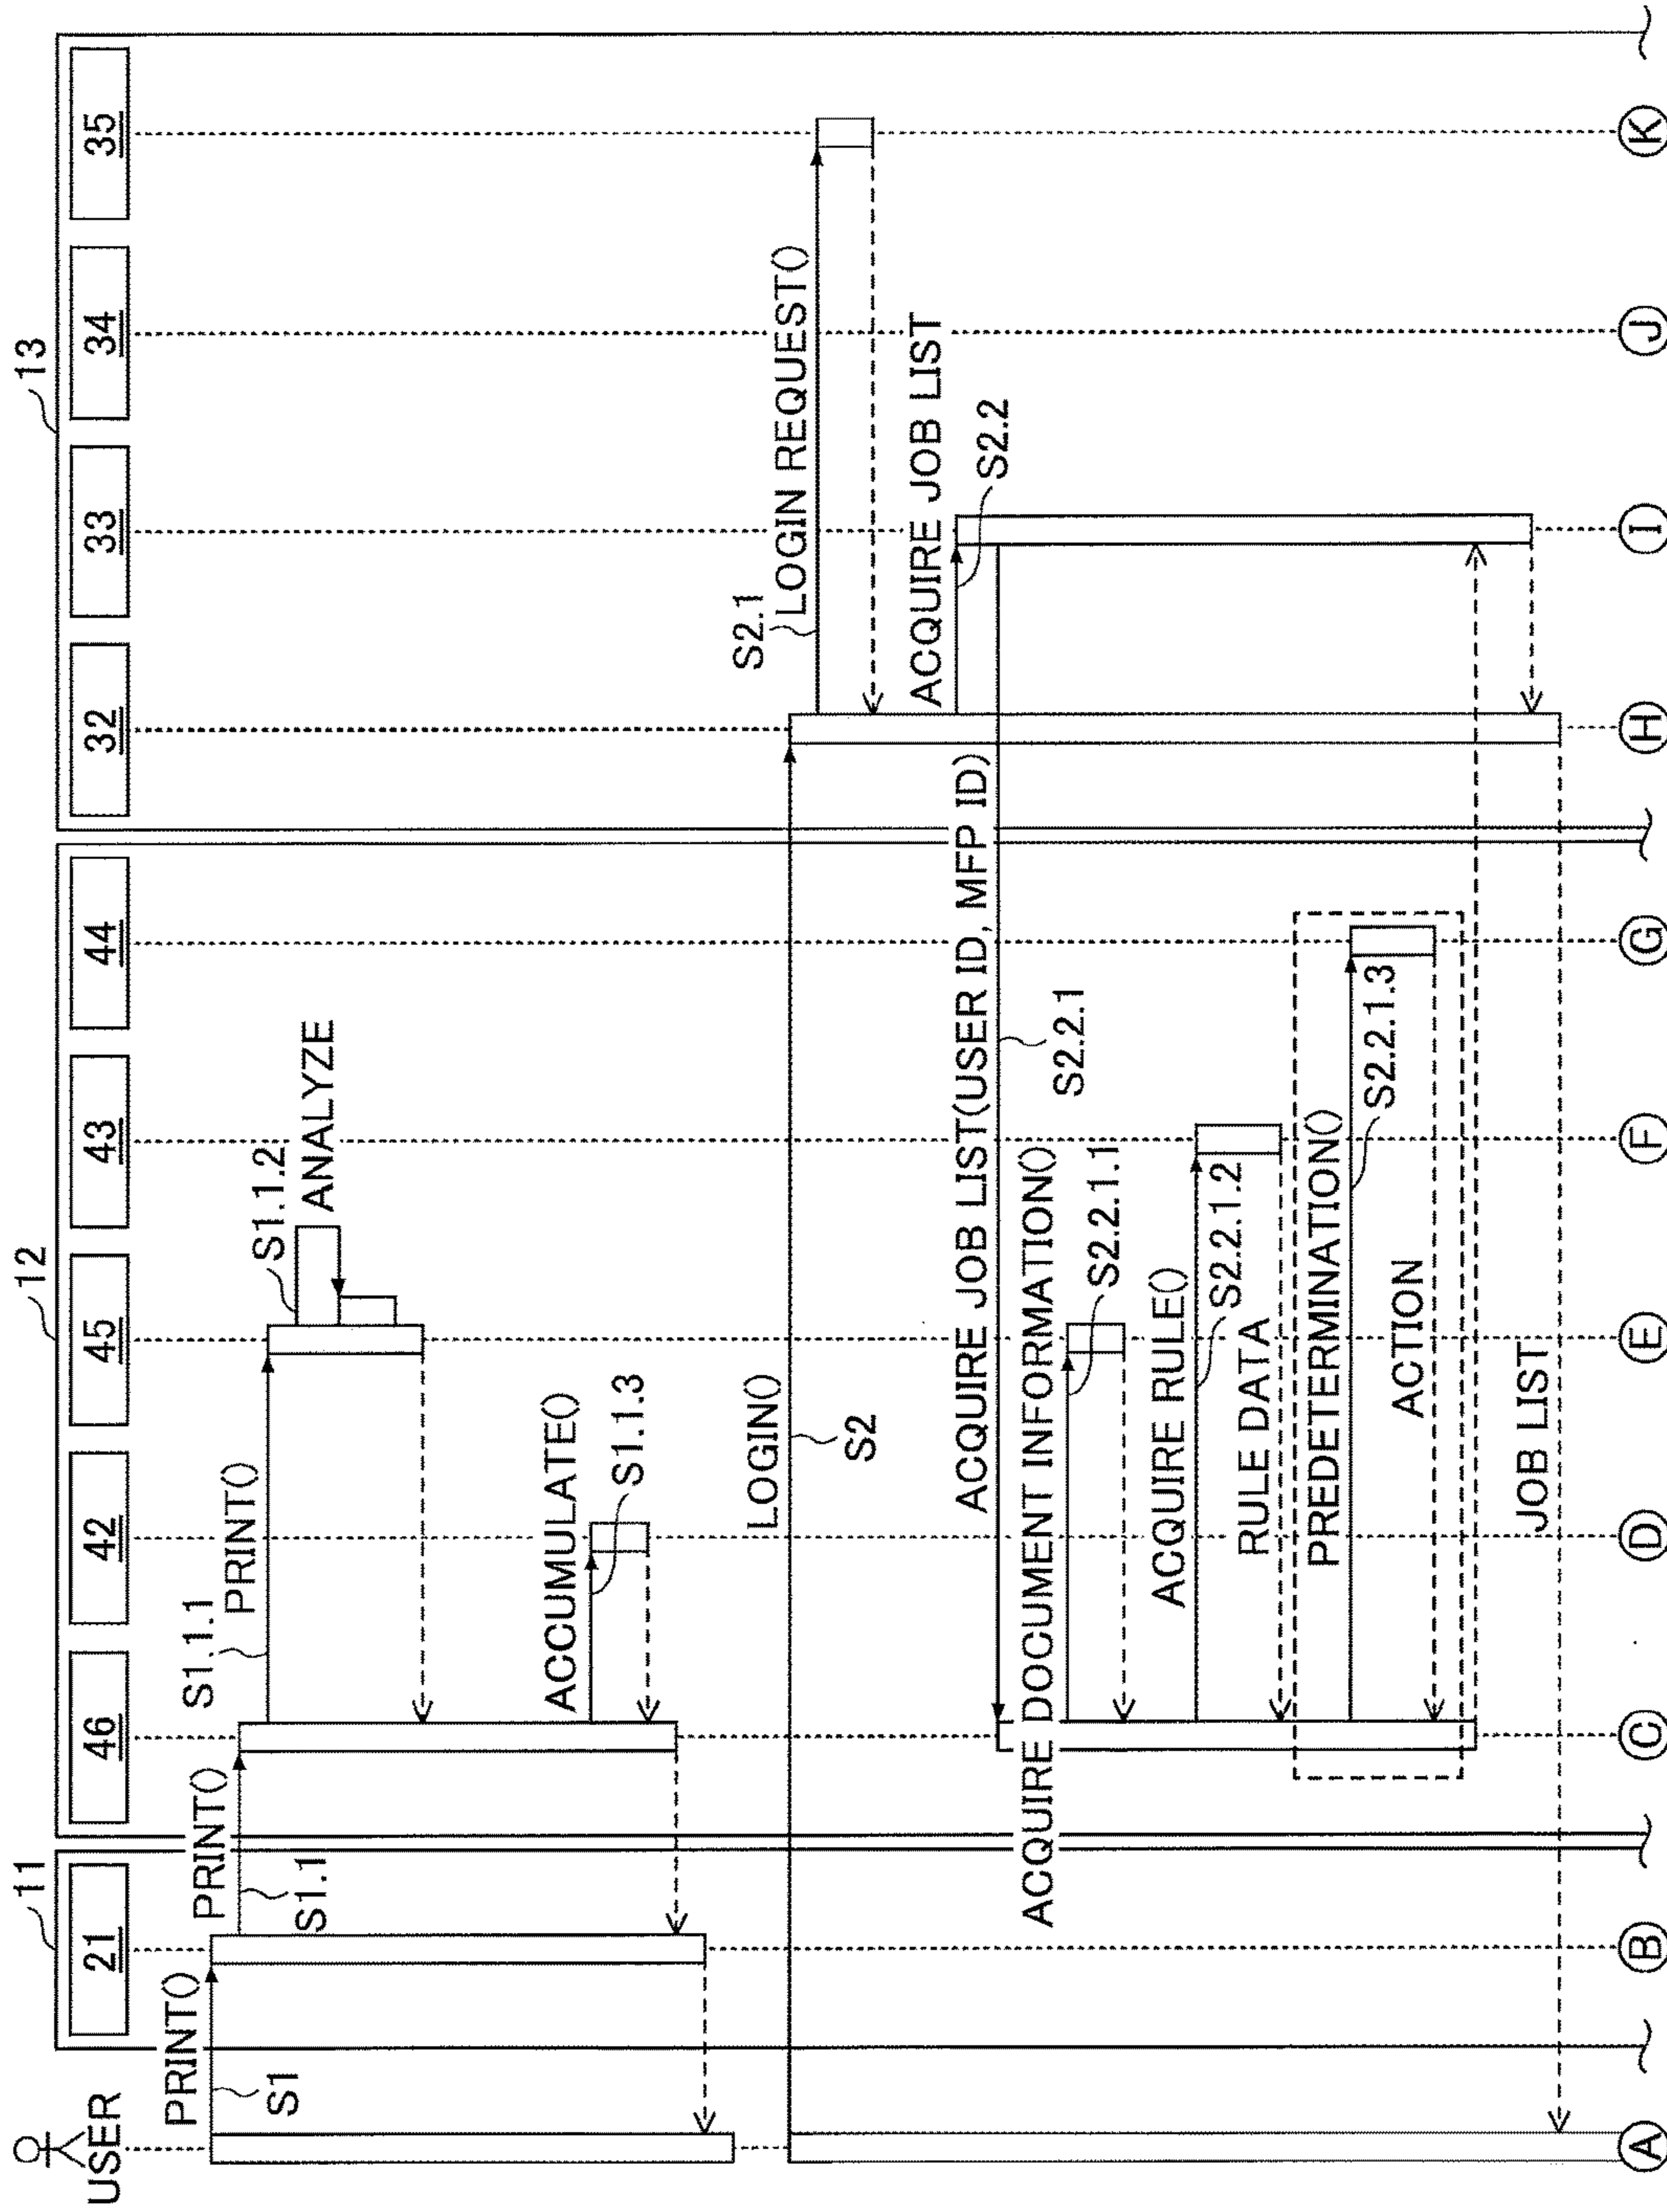 USER
11
12
13
21
46
42
45
43
44
32
33
34
35
PRINT()
S1
PRINT()
S1.1
S1.1.1
PRINT()
S1.1.2
ANALYZE
ACCUMULATE()
S1.1.3
LOGIN()
S2
S2.1
LOGIN REQUEST()
ACQUIRE JOB LIST
S2.2
ACQUIRE JOB LIST(USER ID, MFP ID)
S2.2.1
ACQUIRE DOCUMENT INFORMATION()
S2.2.1.1
ACQUIRE RULE()
S2.2.1.2
RULE DATA
PREDETERMINATION()
S2.2.1.3
ACTION
JOB LIST
A
B
C
D
E
F
G
H
I
J
K